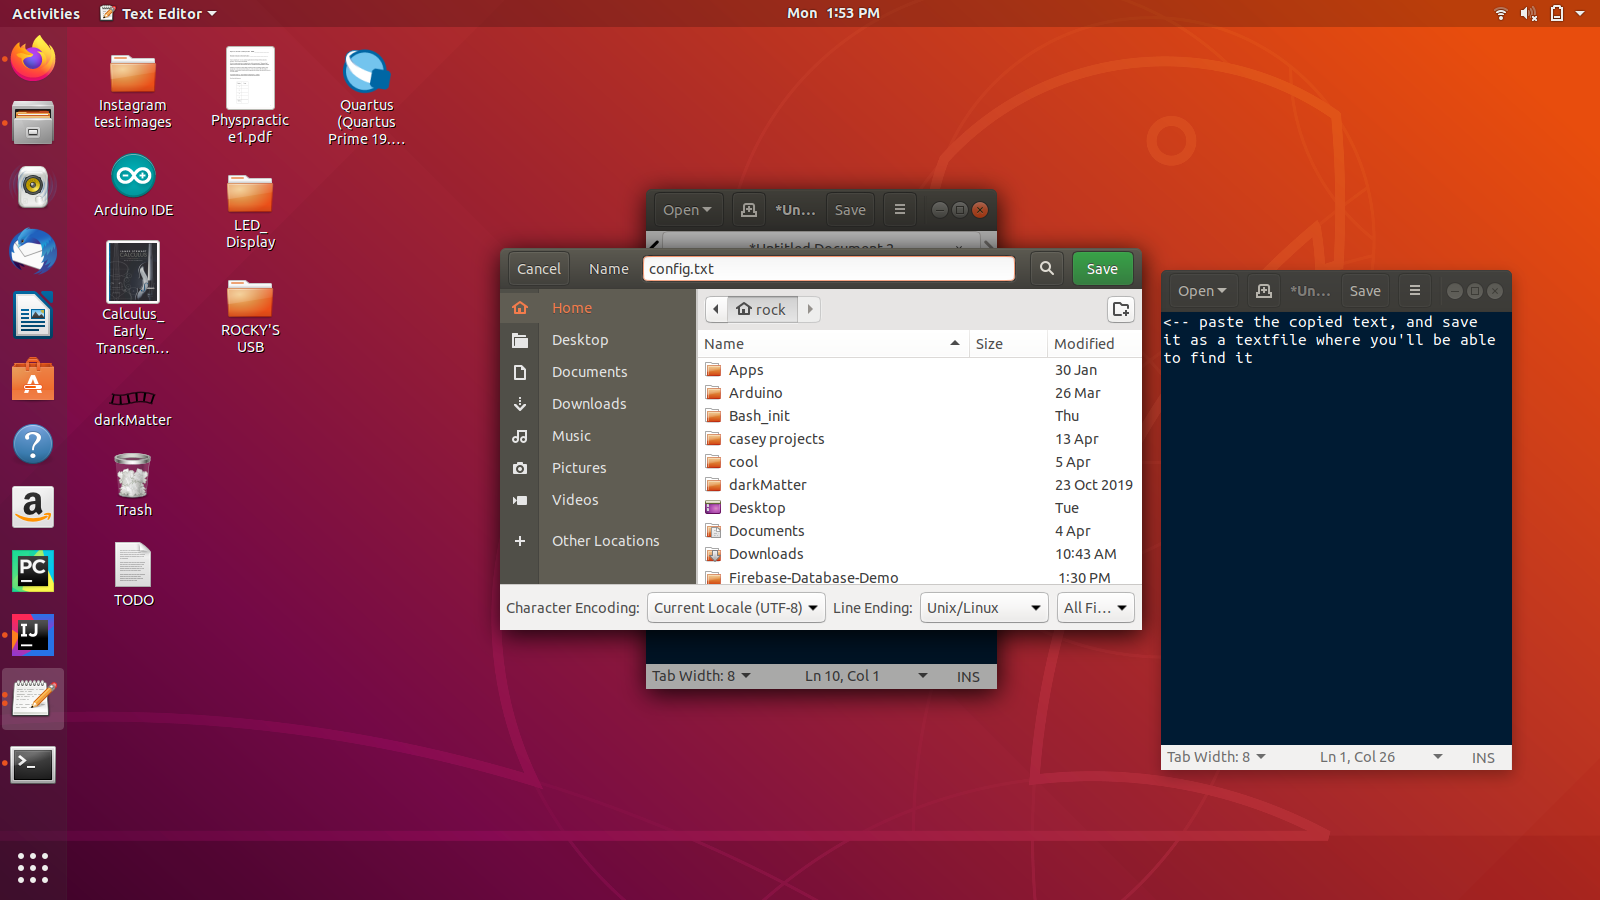 Activities
Text Editor
Mon 1:53 PM
Instagram
test images
Physpractic
e1.pdf
Quartus
(Quartus
Prime 19....
Arduino IDE
LED_
Display
Calculus_
Early_
Transcen...
ROCKY'S
USB
darkMatter
Trash
TODO
PC
IJ
Open
*Un...
Save
*Untitled Document 2
Cancel
Name
config.txt
Save
Home
Desktop
Documents
Downloads
Music
Pictures
Videos
Other Locations
rock
Name Size Modified
Apps 30 Jan
Arduino 26 Mar
Bash_init Thu
casey projects 13 Apr
cool 5 Apr
darkMatter 23 Oct 2019
Desktop Tue
Documents 4 Apr
Downloads 10:43 AM
Firebase-Database-Demo 1:30 PM
Character Encoding: Current Locale (UTF-8) Line Ending: Unix/Linux All Fi...
Tab Width: 8 Ln 10, Col 1 INS
Open
*Un...
Save
<-- paste the copied text, and save
it as a textfile where you'll be able
to find it
Tab Width: 8 Ln 1, Col 26 INS